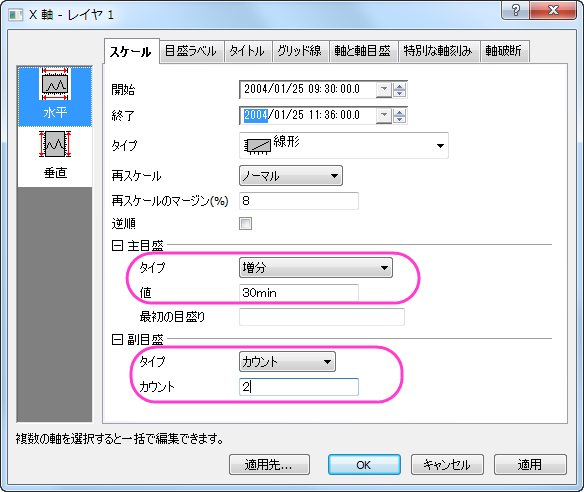 X 軸 - レイヤ 1
スケール 目盛ラベル タイトル グリッド線 軸と軸目盛 特別な軸刻み 軸破断
水平
垂直
開始 2004/01/25 09:30:00.0
終了 2004/01/25 11:36:00.0
タイプ 線形
再スケール ノーマル
再スケールのマージン(%) 8
逆順
主目盛
タイプ 増分
値 30min
最初の目盛り
副目盛
タイプ カウント
カウント 2
複数の軸を選択すると一括で編集できます。
適用先... OK キャンセル 適用